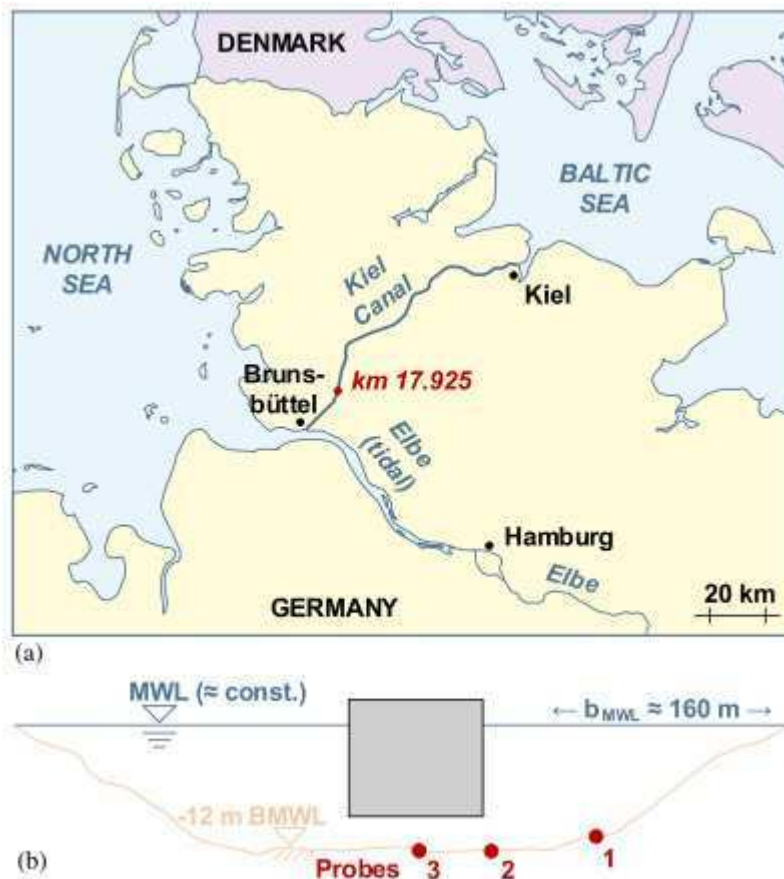 DENMARK
BALTIC
SEA
NORTH
SEA
Kiel
Canal
Kiel
Bruns-
büttel
km 17.925
Elbe
(tidal)
Hamburg
Elbe
GERMANY
20 km
(a)
MWL (≈ const.)
← b_MWL ≈ 160 m →
-12 m BMWL
(b)
Probes
3
2
1